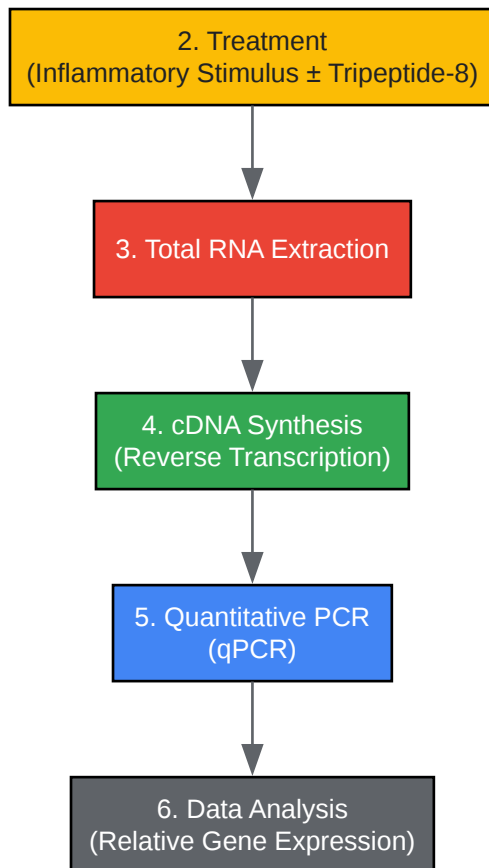 2. Treatment
(Inflammatory Stimulus ± Tripeptide-8)
3. Total RNA Extraction
4. cDNA Synthesis
(Reverse Transcription)
5. Quantitative PCR
(qPCR)
6. Data Analysis
(Relative Gene Expression)